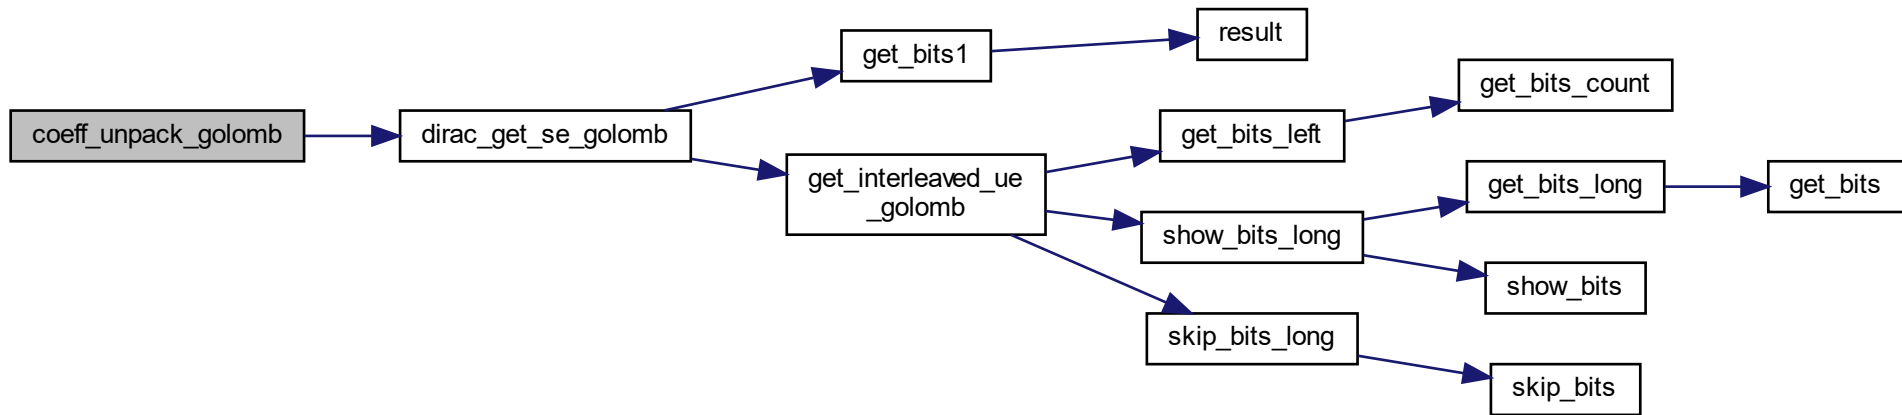 coeff_unpack_golomb
dirac_get_se_golomb
get_bits1
result
get_interleaved_ue
_golomb
get_bits_left
get_bits_count
show_bits_long
get_bits_long
get_bits
show_bits
skip_bits_long
skip_bits